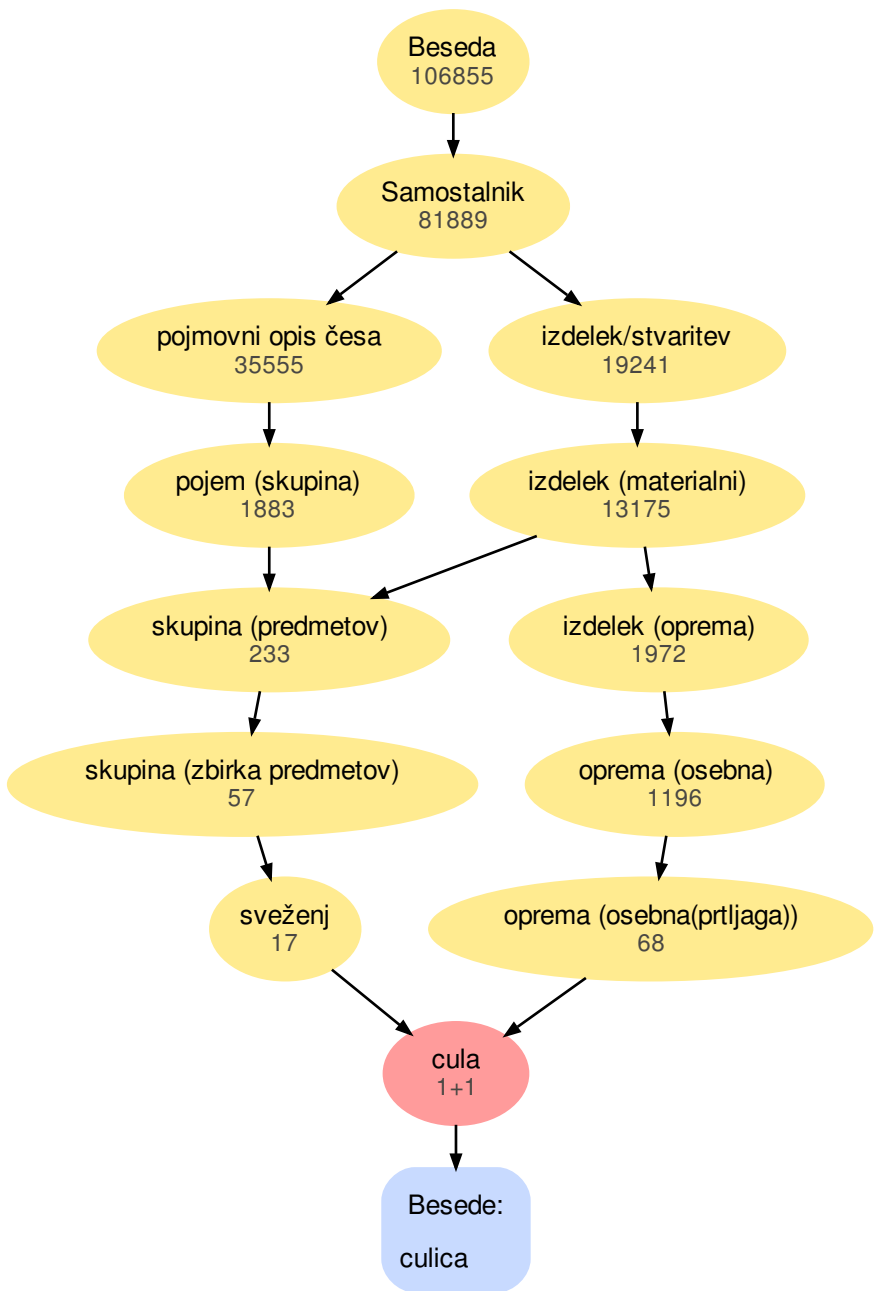 Beseda
106855
Samostalnik
81889
pojmovni opis česa
35555
izdelek/stvaritev
19241
pojem (skupina)
1883
izdelek (materialni)
13175
skupina (predmetov)
233
izdelek (oprema)
1972
skupina (zbirka predmetov)
57
oprema (osebna)
1196
sveženj
17
oprema (osebna(prtljaga))
68
cula
1+1
Besede:
culica